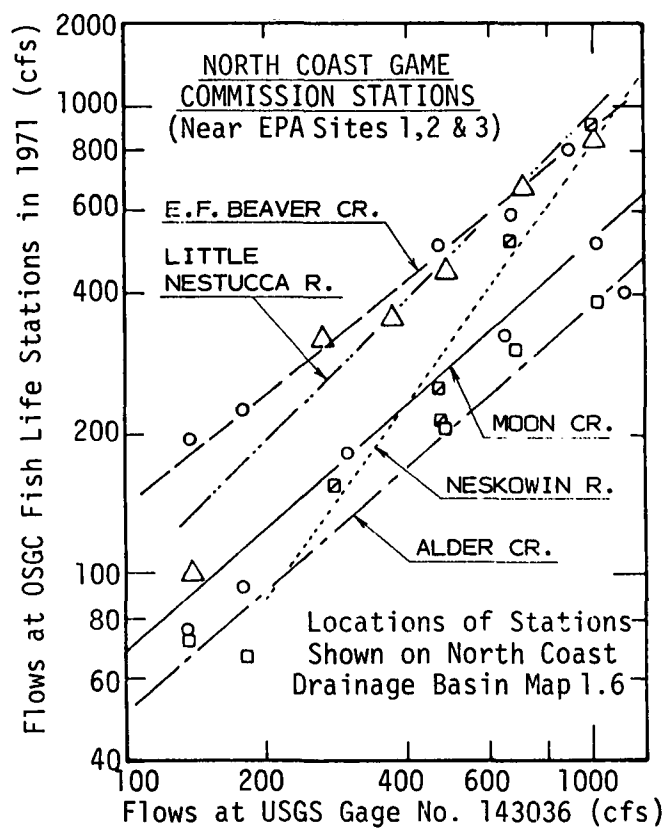 2000
1000
800
600
400
200
100
80
60
40
100
200
400
600
1000
Flows at OSGC Fish Life Stations in 1971 (cfs)
NORTH COAST GAME
COMMISSION STATIONS
(Near EPA Sites 1,2 & 3)
E.F. BEAVER CR.
LITTLE
NESTUCCA R.
MOON CR.
NESKOWIN R.
ALDER CR.
Locations of Stations
Shown on North Coast
Drainage Basin Map 1.6
Flows at USGS Gage No. 143036 (cfs)